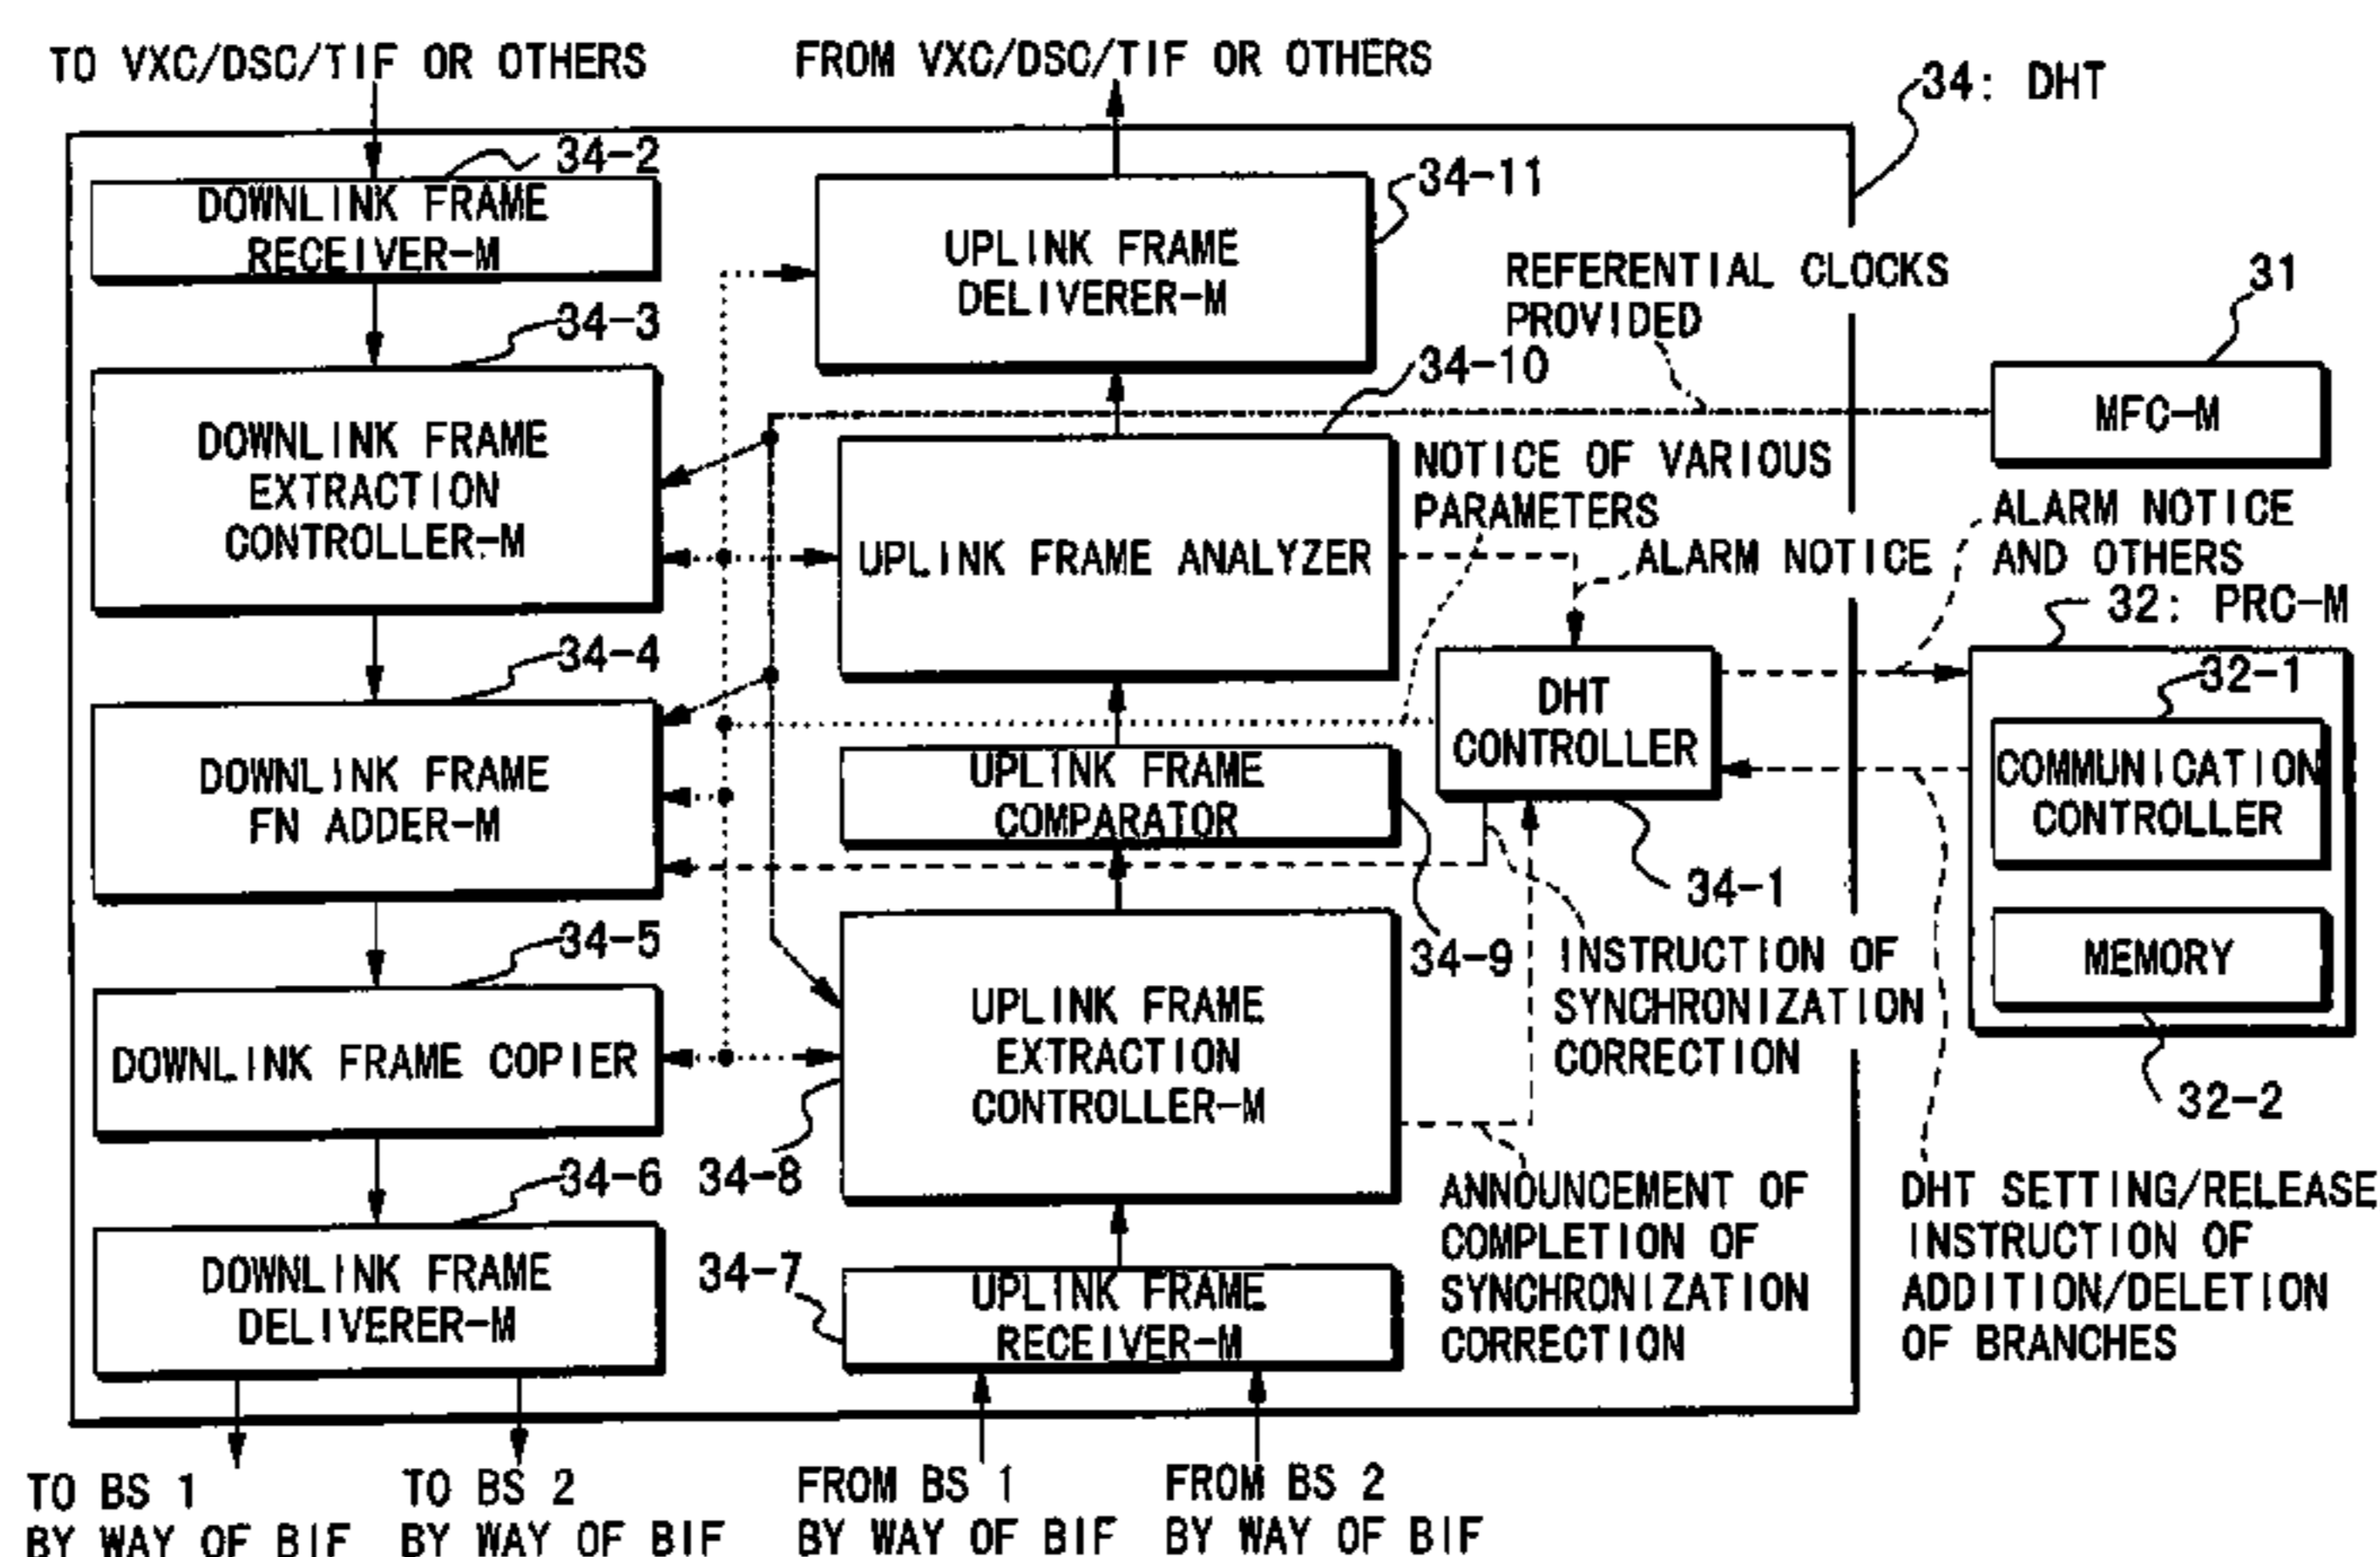 TO VXC/DSC/TIF OR OTHERS
FROM VXC/DSC/TIF OR OTHERS
34: DHT
34-2
DOWNLINK FRAME
RECEIVER-M
34-11
UPLINK FRAME
DELIVERER-M
REFERENTIAL CLOCKS
PROVIDED
31
MFC-M
34-3
DOWNLINK FRAME
EXTRACTION
CONTROLLER-M
34-10
UPLINK FRAME ANALYZER
NOTICE OF VARIOUS
PARAMETERS
ALARM NOTICE
ALARM NOTICE
AND OTHERS
32: PRC-M
32-1
COMMUNICATION
CONTROLLER
MEMORY
32-2
34-4
DOWNLINK FRAME
FN ADDER-M
UPLINK FRAME
COMPARATOR
34-9
DHT
CONTROLLER
34-1
INSTRUCTION OF
SYNCHRONIZATION
CORRECTION
34-5
DOWNLINK FRAME COPIER
UPLINK FRAME
EXTRACTION
CONTROLLER-M
34-8
ANNOUNCEMENT OF
COMPLETION OF
SYNCHRONIZATION
CORRECTION
DHT SETTING/RELEASE
INSTRUCTION OF
ADDITION/DELETION
OF BRANCHES
34-6
DOWNLINK FRAME
DELIVERER-M
34-7
UPLINK FRAME
RECEIVER-M
TO BS 1
BY WAY OF BIF
TO BS 2
BY WAY OF BIF
FROM BS 1
BY WAY OF BIF
FROM BS 2
BY WAY OF BIF